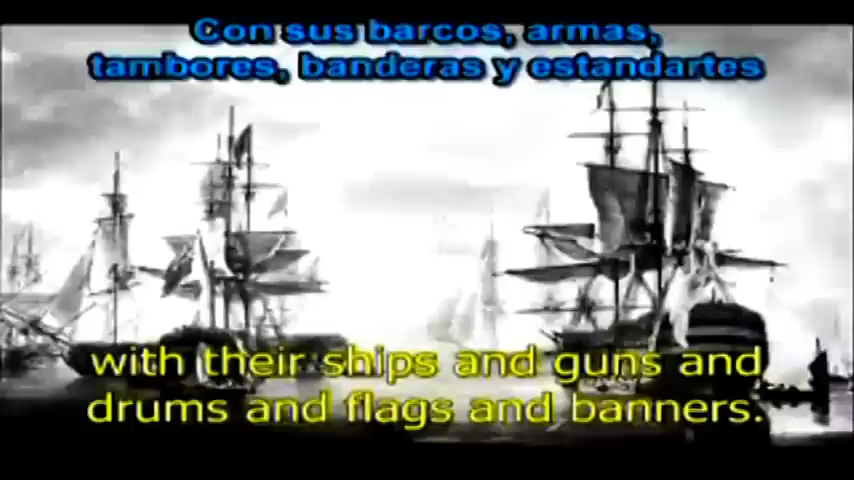 Con sus barcos, armas,
tambores, banderas y estandartes
with their ships and guns and
drums and flags and banners.